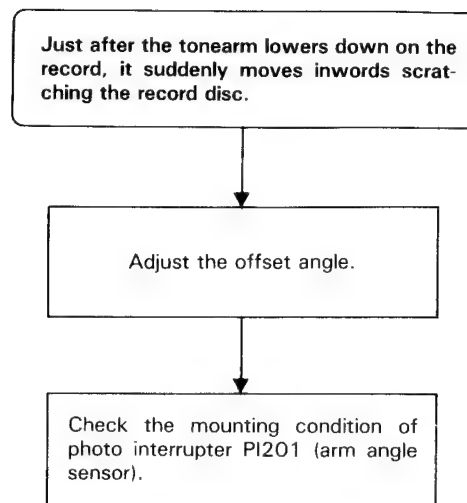 Just after the tonearm lowers down on the
record, it suddenly moves inwords scrat-
ching the record disc.
Adjust the offset angle.
Check the mounting condition of
photo interrupter PI201 (arm angle
sensor).